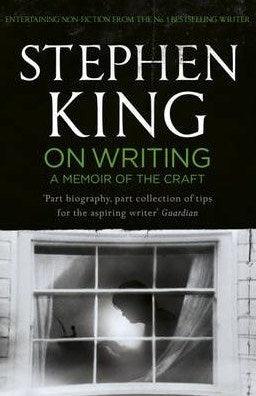 ENTERTAINING NON-FICTION FROM THE No. 1 BESTSELLING WRITER
STEPHEN
KING
ON WRITING
A MEMOIR OF THE CRAFT
'Part biography, part collection of tips
for the aspiring writer' Guardian